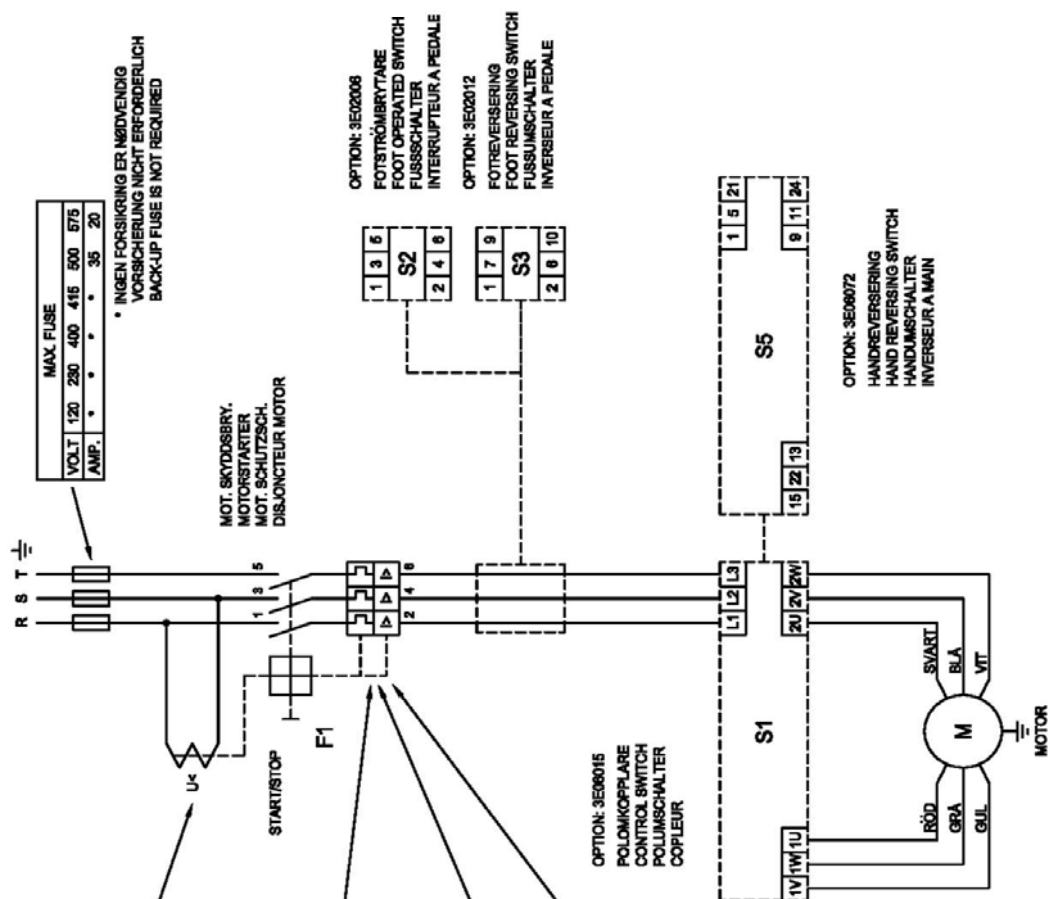 MAX. FUSE
VOLT 120 230 400 415 500 575
AMP. * * * * 35 20
* INGEN FORSIKRING ER NØDVENDIG
VORSICHERUNG NICHT ERFORDERLICH
BACK-UP FUSE IS NOT REQUIRED
R S T
U<
START/STOP
F1
1 3 5
MOT. SKYDDSBRY.
MOTORSTARTER
MOT. SCHUTZSCH.
DISJONCTEUR MOTOR
2 4 6
OPTION: 3E02006
FOTSTRÖMBRYTARE
FOOT OPERATED SWITCH
FUSSSCHALTER
INTERRUPTEUR A PEDALE
1 3 5
S2
2 4 6
OPTION: 3E02012
FOTREVERSERING
FOOT REVERSING SWITCH
FUSSUMSCHALTER
INVERSEUR A PEDALE
1 7 9
S3
2 8 10
OPTION: 3E06015
POLOMKOPPLARE
CONTROL SWITCH
POLUMSCHALTER
COPLEUR
L1 L2 L3
S1
1V 1W 1U
2U 2V 2W
1 5 21
S5
15 22 13
9 11 24
OPTION: 3E06072
HANDREVERSERING
HAND REVERSING SWITCH
HANDUMSCHALTER
INVERSEUR A MAIN
RÖD
GRÅ
GUL
SVART
BLÅ
VIT
M
MOTOR